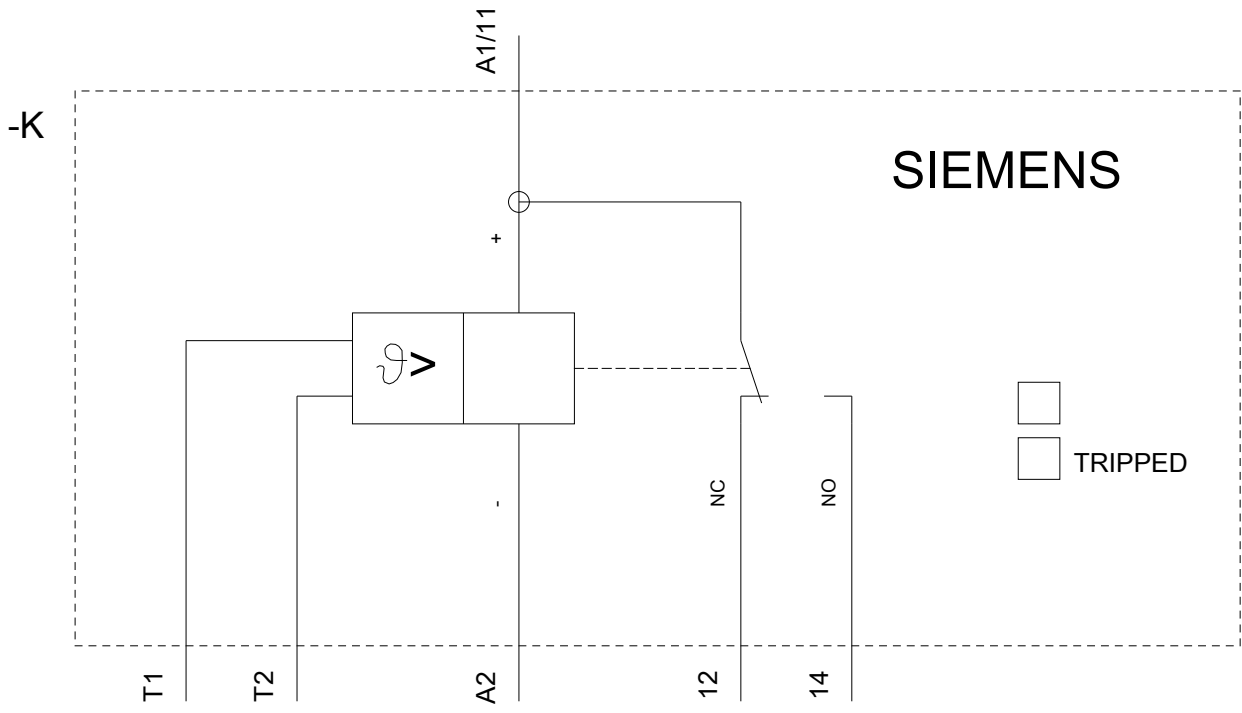 A1/11
-K
SIEMENS
+
ϑ>
TRIPPED
-
NC
NO
T1
T2
A2
12
14